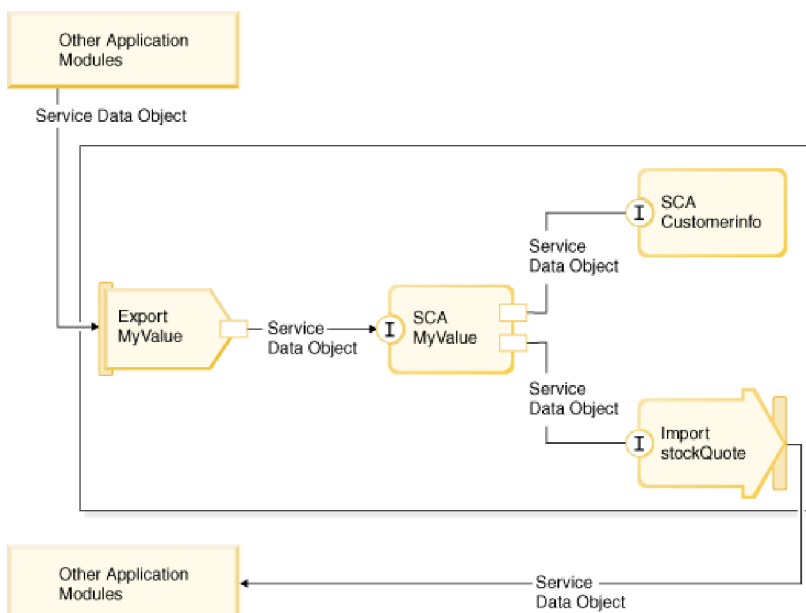 Other Application
Modules
Service Data Object
SCA
Customerinfo
I
Service
Data Object
Export
MyValue
Service
Data Object
I
SCA
MyValue
Service
Data Object
I
Import
stockQuote
Other Application
Modules
Service
Data Object